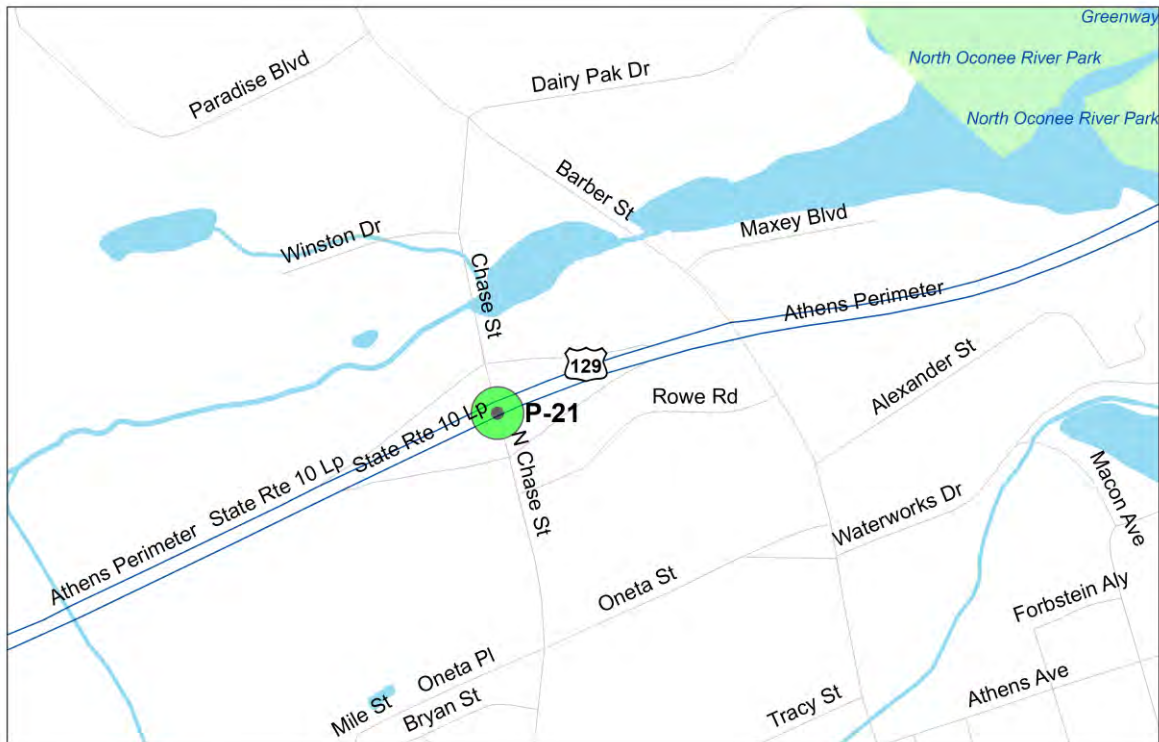 Greenway
North Oconee River Park
Dairy Pak Dr
Paradise Blvd
North Oconee River Park
Barber St
Maxey Blvd
Winston Dr
Chase St
Athens Perimeter
129
Alexander St
Rowe Rd
P-21
State Rte 10 Lp
State Rte 10 Lp
N Chase St
Macon Ave
Waterworks Dr
Athens Perimeter
Oneta St
Forbstein Aly
Oneta Pl
Athens Ave
Mile St
Bryan St
Tracy St